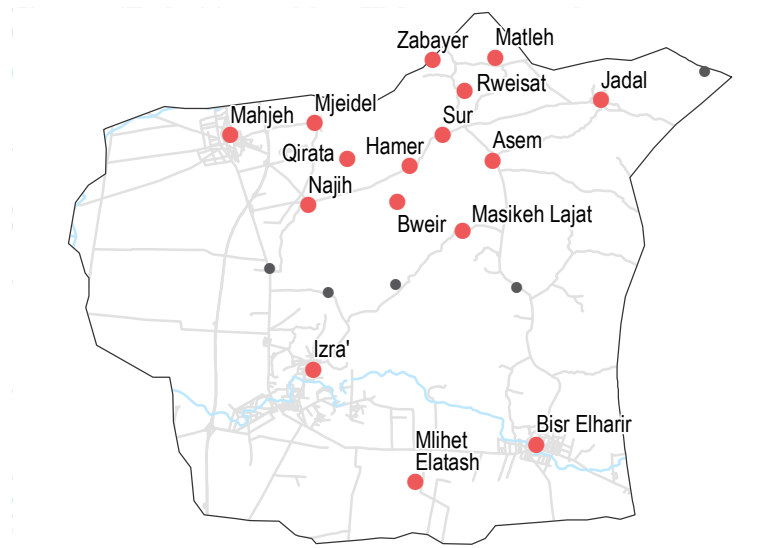 Zabayer
Matleh
Rweisat
Jadal
Mahjeh
Mjeidel
Sur
Qirata
Hamer
Asem
Najih
Bweir
Masikeh Lajat
Izra'
Bisr Elharir
Mlihet
Elatash